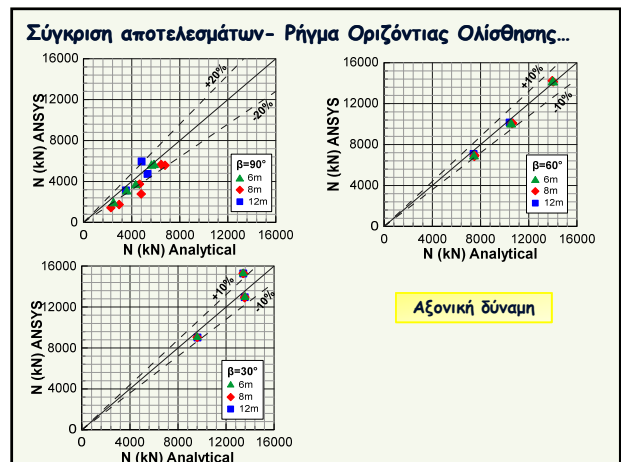 Σύγκριση αποτελεσμάτων- Ρήγμα Οριζόντιας Ολίσθησης...
16000
12000
8000
4000
0
N (kN) ANSYS
+20%
-20%
β=90°
6m
8m
12m
0 4000 8000 12000 16000
N (kN) Analytical
16000
12000
8000
4000
0
N (kN) ANSYS
+10%
-10%
β=60°
6m
8m
12m
0 4000 8000 12000 16000
N (kN) Analytical
16000
12000
8000
4000
0
N (kN) ANSYS
+10%
-10%
β=30°
6m
8m
12m
0 4000 8000 12000 16000
N (kN) Analytical
Αξονική δύναμη